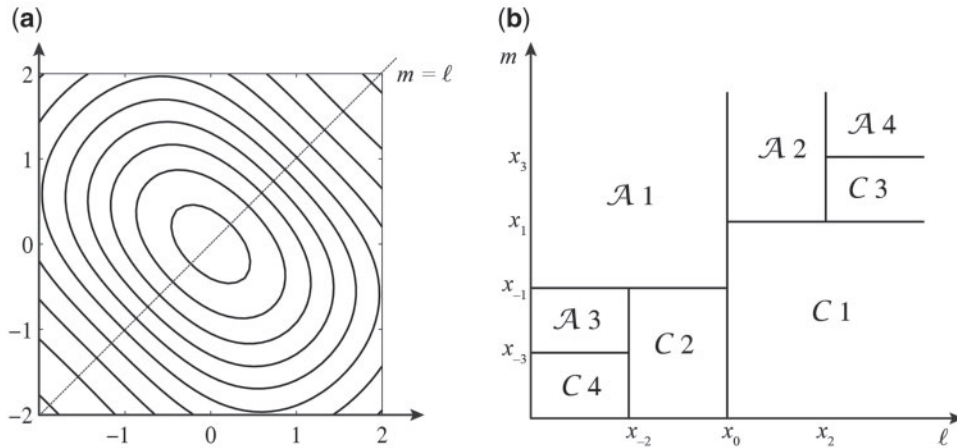 (a)
2
1
0
−1
−2
−1
0
1
2
m = ℓ
(b)
m
x₃
x₁
x₋₁
x₋₃
𝒜 1
𝒜 2
𝒜 4
C 3
C 1
𝒜 3
C 2
C 4
x₋₂
x₀
x₂
ℓ